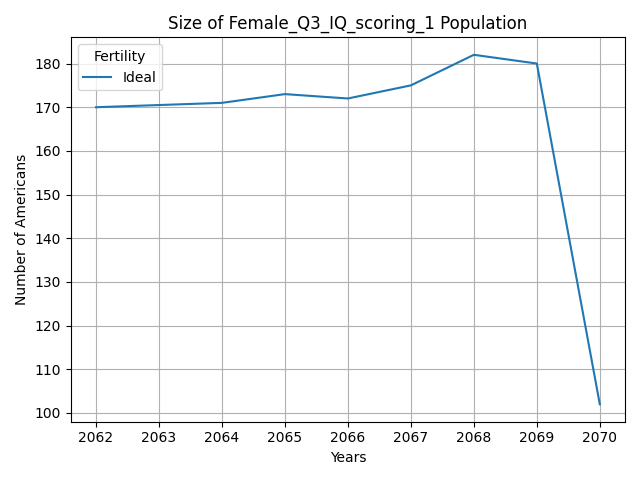 Size of Female_Q3_IQ_scoring_1 Population
Fertility
Ideal
Number of Americans
180
170
160
150
140
130
120
110
100
2062 2063 2064 2065 2066 2067 2068 2069 2070
Years